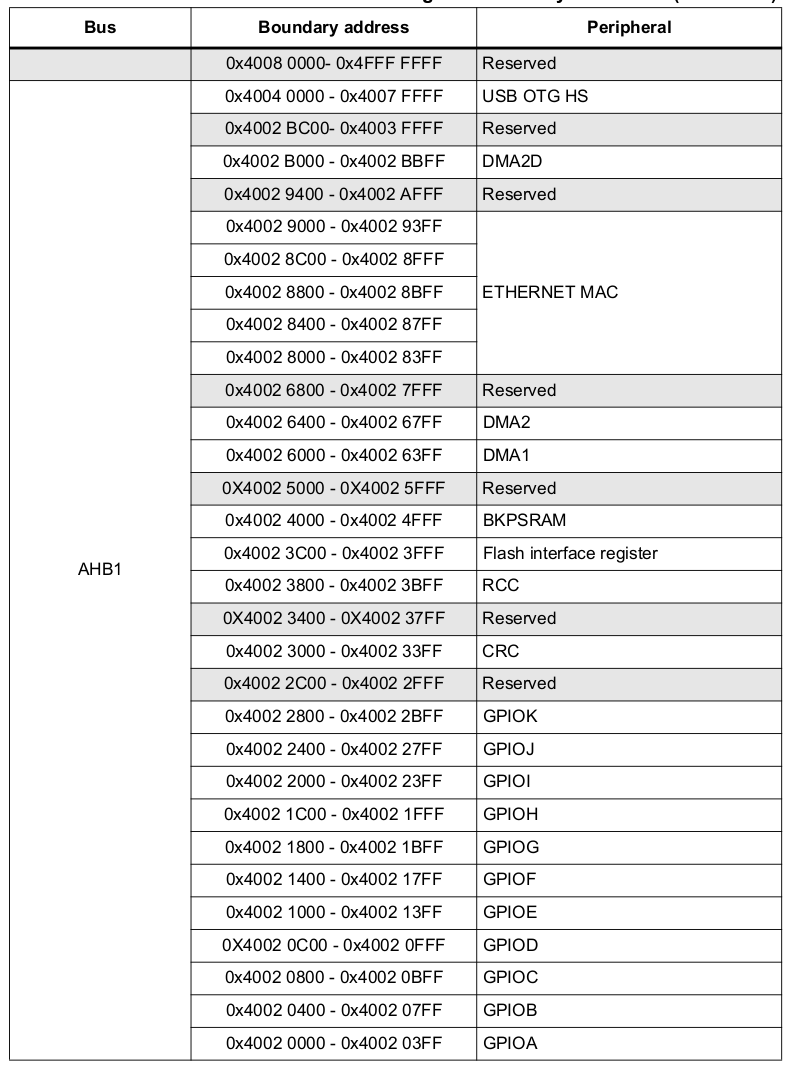 Bus Boundary address Peripheral
0x4008 0000- 0x4FFF FFFF Reserved
AHB1
0x4004 0000 - 0x4007 FFFF USB OTG HS
0x4002 BC00- 0x4003 FFFF Reserved
0x4002 B000 - 0x4002 BBFF DMA2D
0x4002 9400 - 0x4002 AFFF Reserved
0x4002 9000 - 0x4002 93FF
0x4002 8C00 - 0x4002 8FFF
0x4002 8800 - 0x4002 8BFF ETHERNET MAC
0x4002 8400 - 0x4002 87FF
0x4002 8000 - 0x4002 83FF
0x4002 6800 - 0x4002 7FFF Reserved
0x4002 6400 - 0x4002 67FF DMA2
0x4002 6000 - 0x4002 63FF DMA1
0X4002 5000 - 0X4002 5FFF Reserved
0x4002 4000 - 0x4002 4FFF BKPSRAM
0x4002 3C00 - 0x4002 3FFF Flash interface register
0x4002 3800 - 0x4002 3BFF RCC
0X4002 3400 - 0X4002 37FF Reserved
0x4002 3000 - 0x4002 33FF CRC
0x4002 2C00 - 0x4002 2FFF Reserved
0x4002 2800 - 0x4002 2BFF GPIOK
0x4002 2400 - 0x4002 27FF GPIOJ
0x4002 2000 - 0x4002 23FF GPIOI
0x4002 1C00 - 0x4002 1FFF GPIOH
0x4002 1800 - 0x4002 1BFF GPIOG
0x4002 1400 - 0x4002 17FF GPIOF
0x4002 1000 - 0x4002 13FF GPIOE
0X4002 0C00 - 0x4002 0FFF GPIOD
0x4002 0800 - 0x4002 0BFF GPIOC
0x4002 0400 - 0x4002 07FF GPIOB
0x4002 0000 - 0x4002 03FF GPIOA